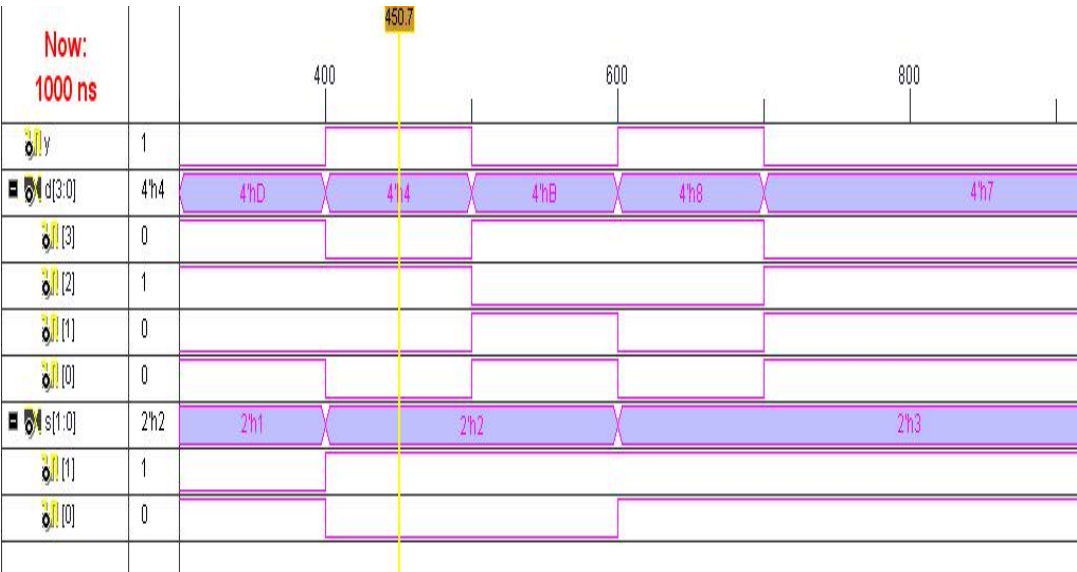 450.7
Now:
1000 ns
400 600 800
y 1
d[3:0] 4'h4 4'hD 4'h4 4'hB 4'h8 4'h7
[3] 0
[2] 1
[1] 0
[0] 0
s[1:0] 2'h2 2'h1 2'h2 2'h3
[1] 1
[0] 0